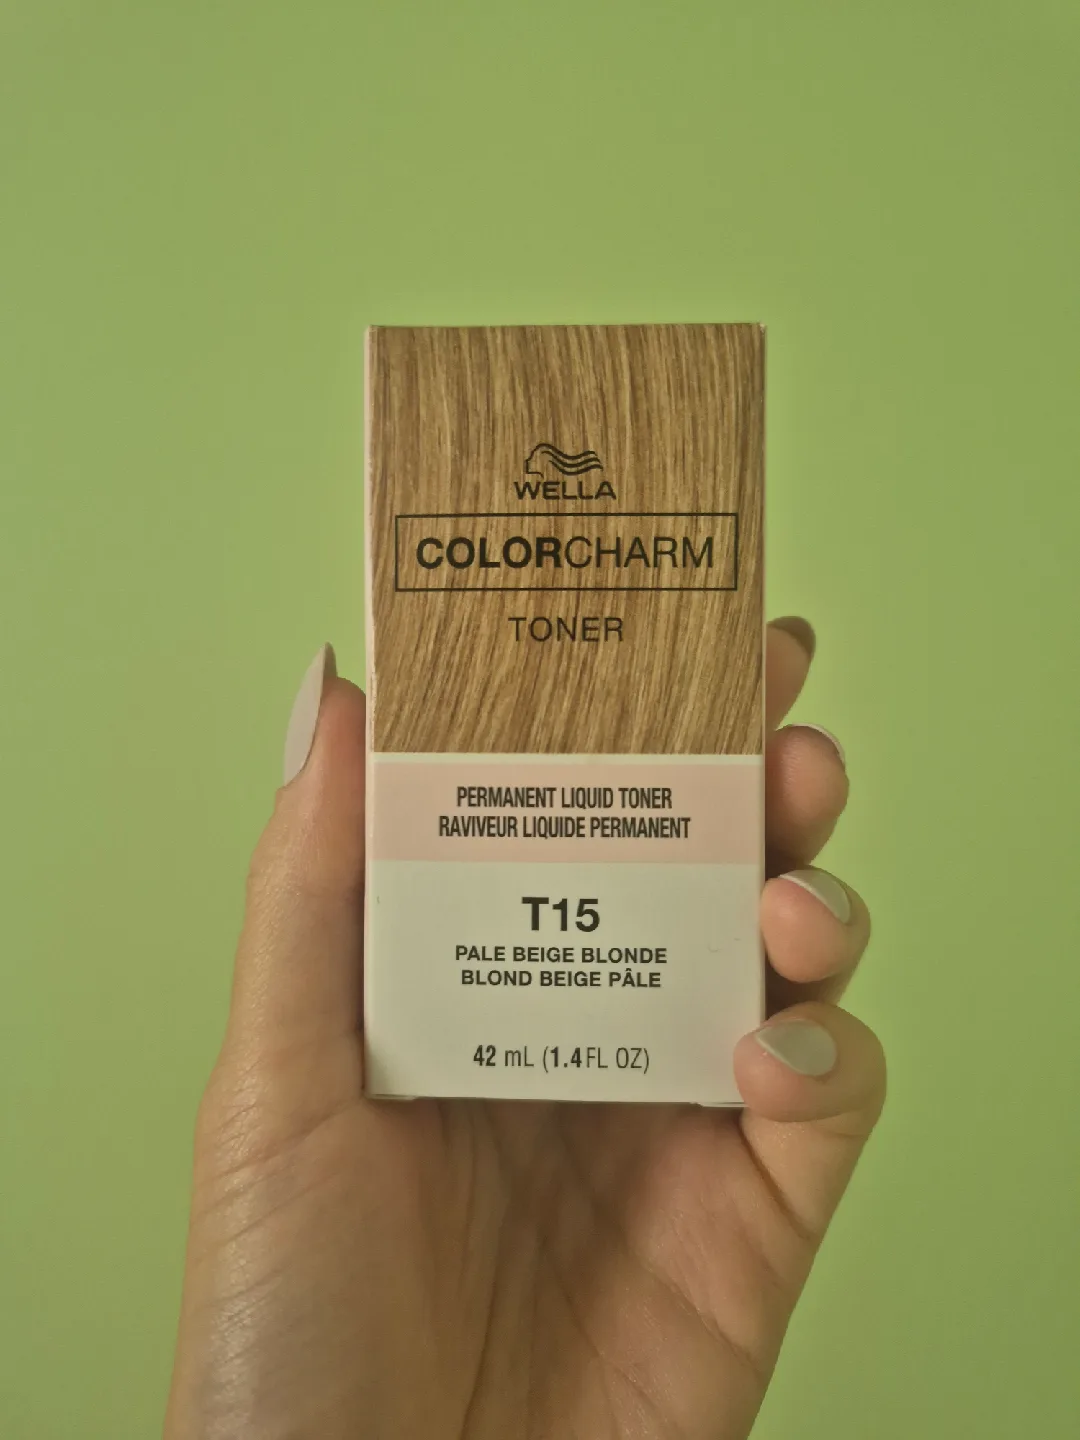 WELLA
COLORCHARM
TONER
PERMANENT LIQUID TONER
RAVIVEUR LIQUIDE PERMANENT
T15
PALE BEIGE BLONDE
BLOND BEIGE PÂLE
42 mL (1.4 FL OZ)